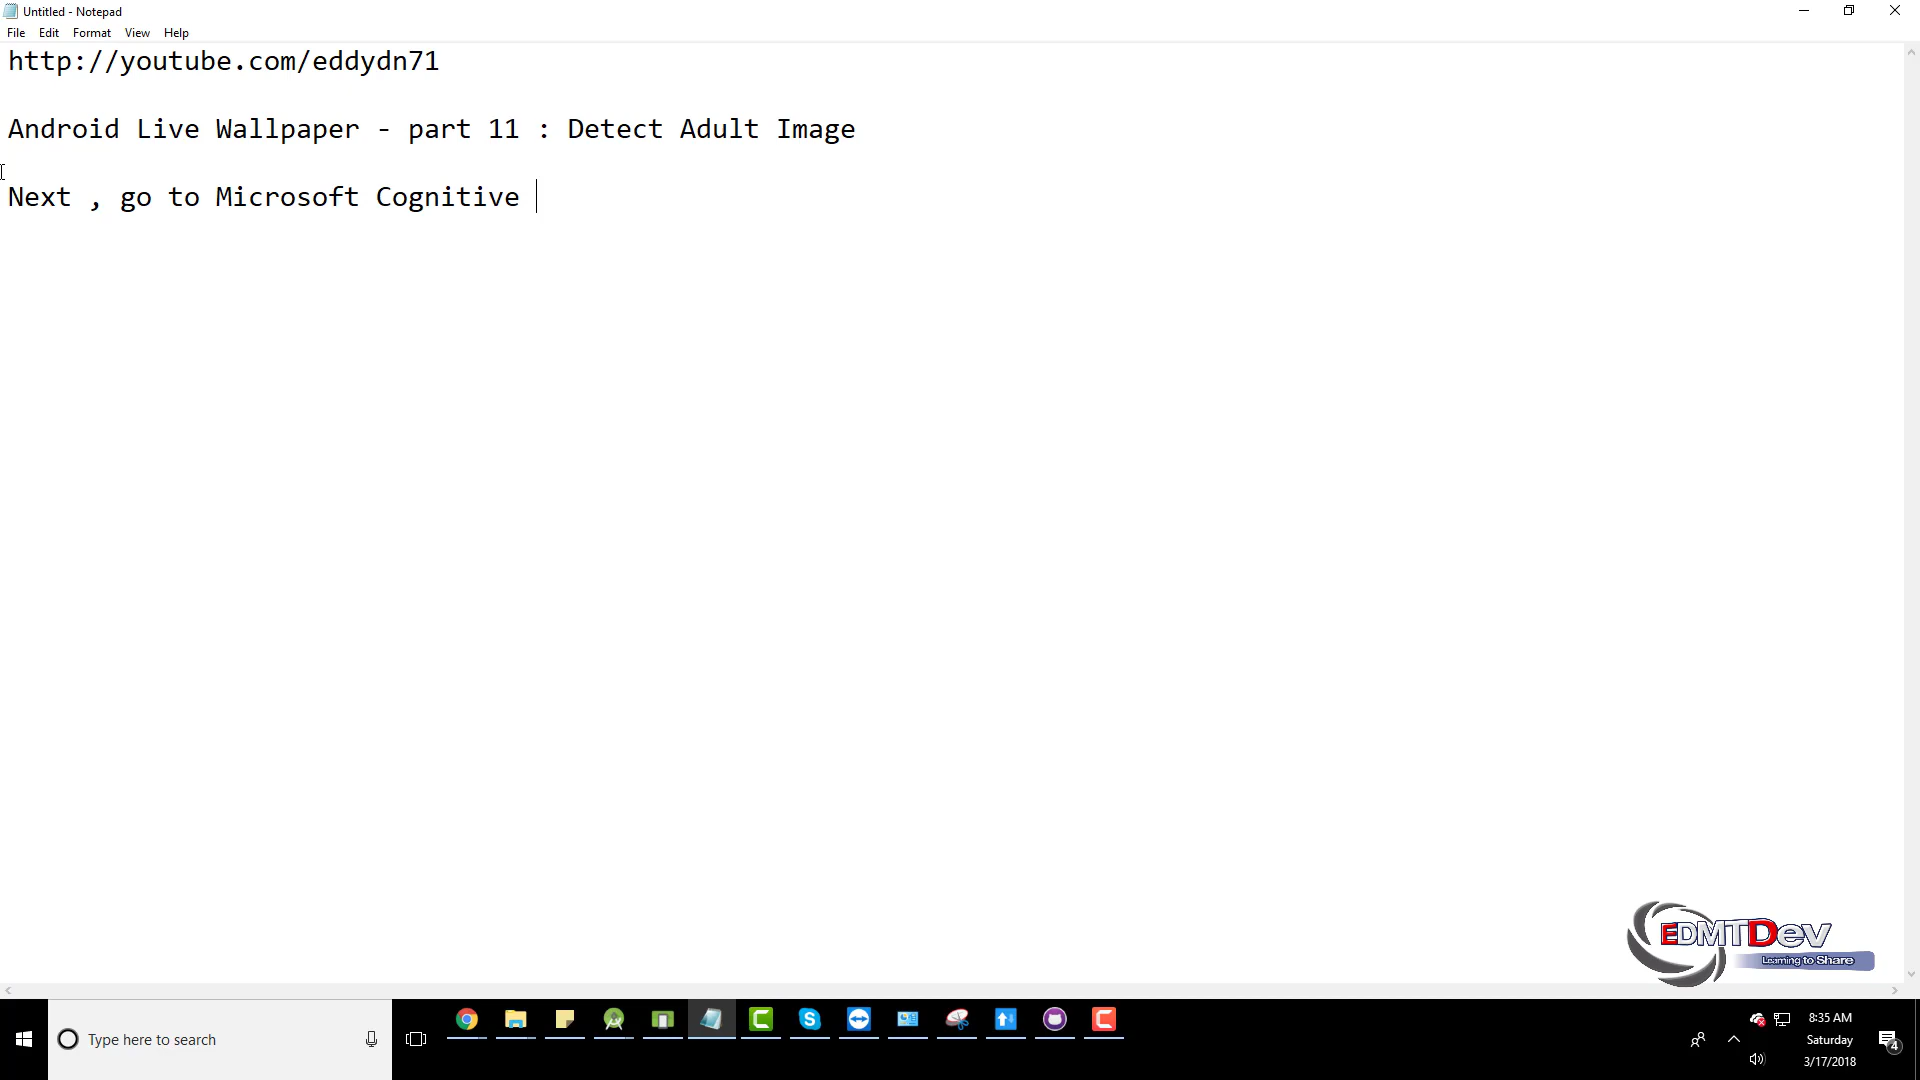 Untitled - Notepad
File Edit Format View Help
http://youtube.com/eddydn71
Android Live Wallpaper - part 11 : Detect Adult Image
Next , go to Microsoft Cognitive
EDMTDev
Learning to Share
Type here to search
8:35 AM
Saturday
3/17/2018
4